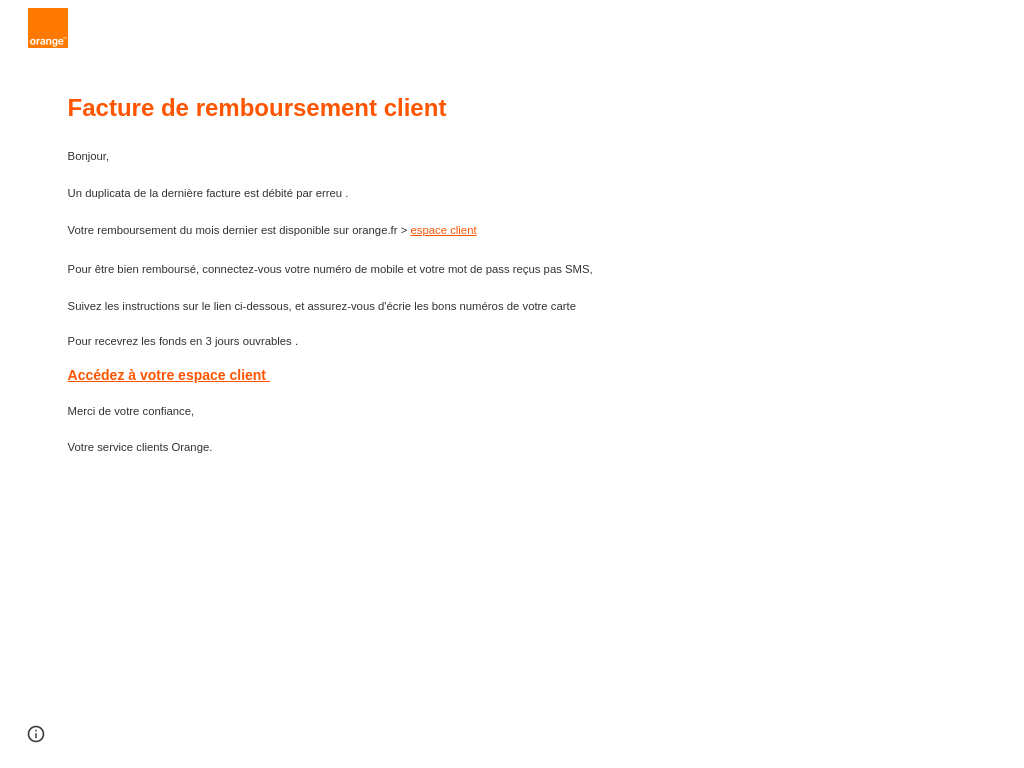 orange™
Facture de remboursement client
Bonjour,
Un duplicata de la dernière facture est débité par erreu .
Votre remboursement du mois dernier est disponible sur orange.fr > espace client
Pour être bien remboursé, connectez-vous votre numéro de mobile et votre mot de pass reçus pas SMS,
Suivez les instructions sur le lien ci-dessous, et assurez-vous d'écrie les bons numéros de votre carte
Pour recevrez les fonds en 3 jours ouvrables .
Accédez à votre espace client
Merci de votre confiance,
Votre service clients Orange.